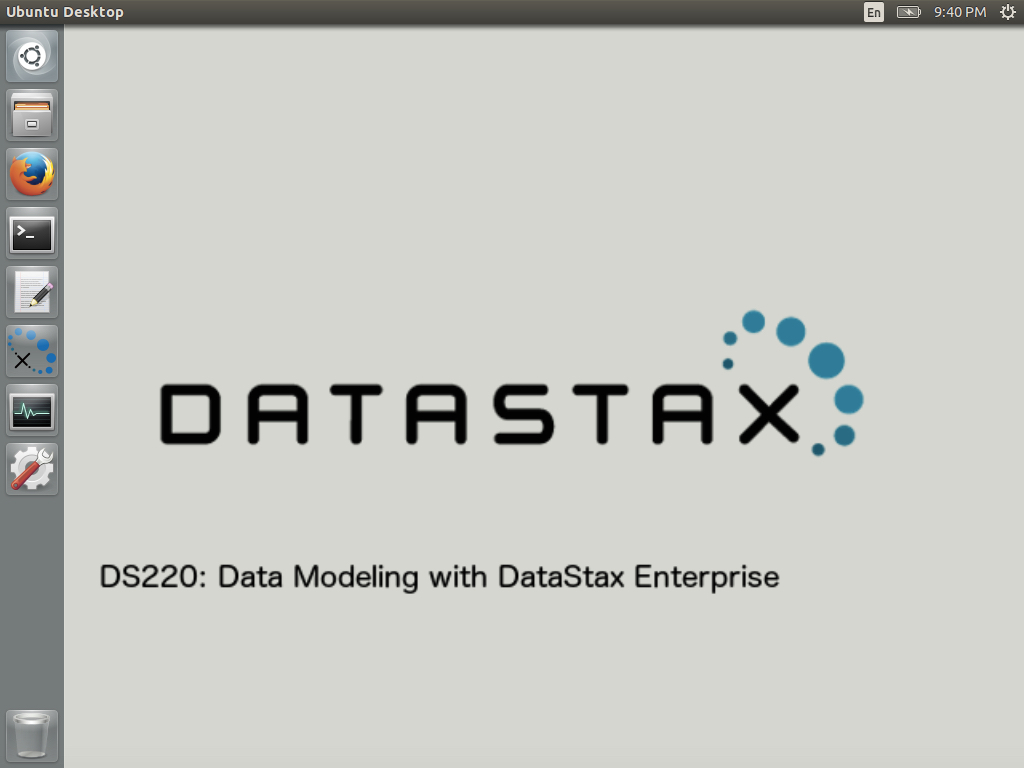 Ubuntu Desktop
En
9:40 PM
>_
DATASTAX
DS220: Data Modeling with DataStax Enterprise